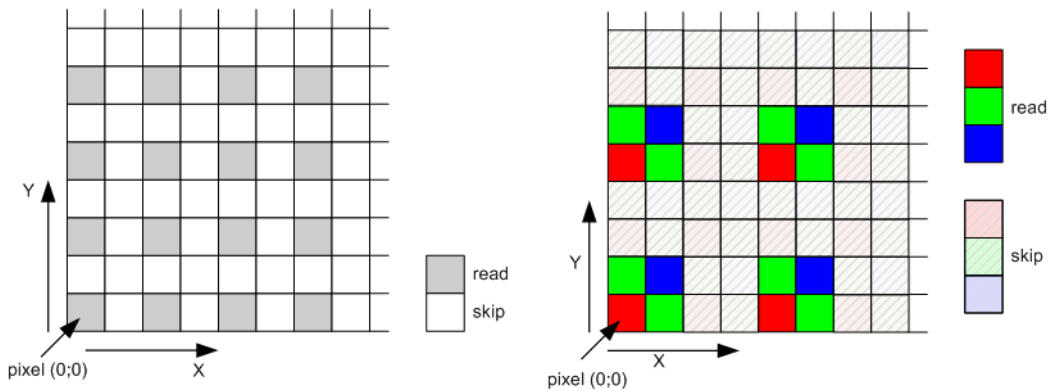 Y
read
skip
X
pixel (0;0)
read
skip
Y
X
pixel (0;0)